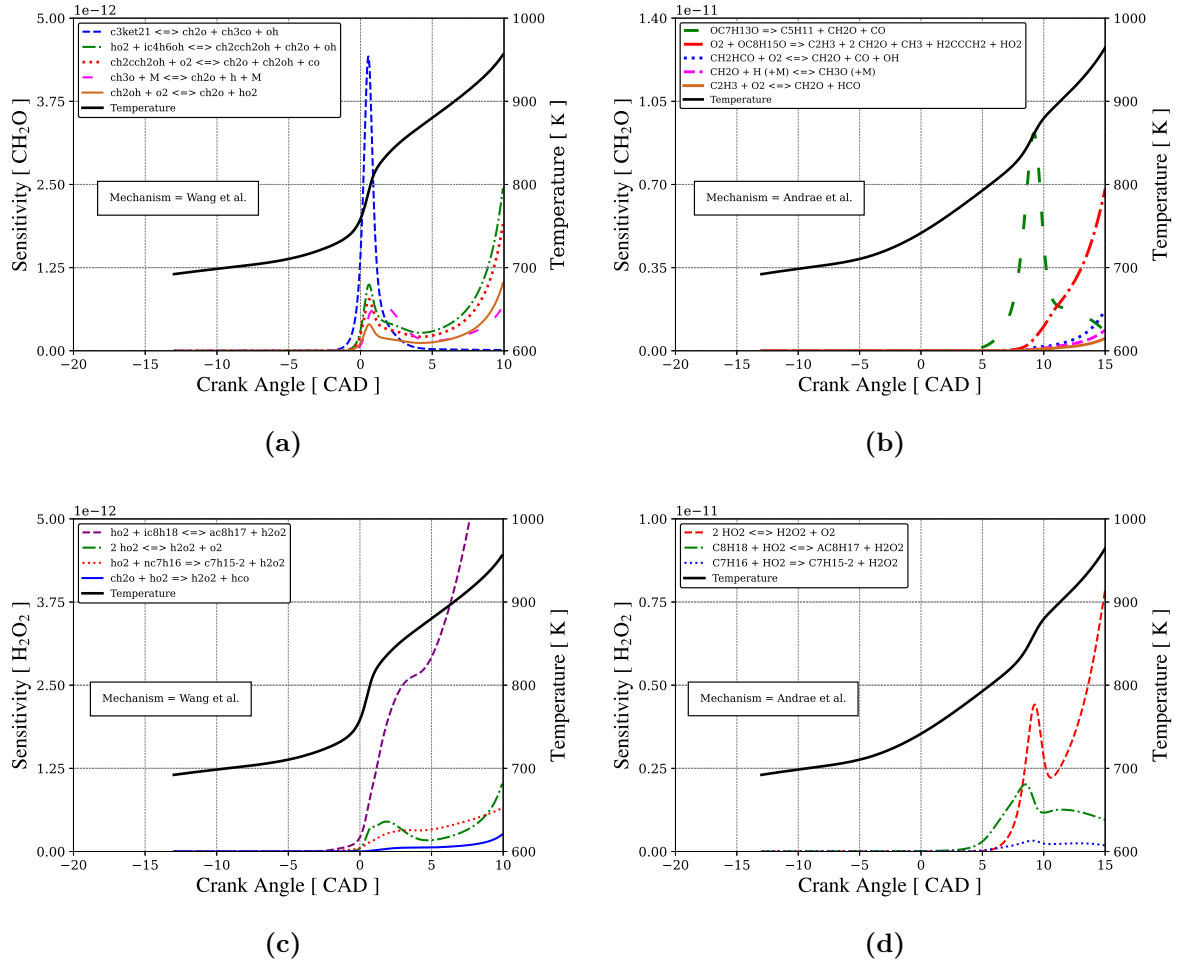 1e−12
5.00
3.75
2.50
1.25
0.00
Sensitivity [ CH2O ]
c3ket21 <=> ch2o + ch3co + oh
ho2 + ic4h6oh <=> ch2cch2oh + ch2o + oh
ch2cch2oh + o2 <=> ch2o + ch2oh + co
ch3o + M <=> ch2o + h + M
ch2oh + o2 <=> ch2o + ho2
Temperature
Mechanism = Wang et al.
1000
900
800
700
600
Temperature [ K ]
−20 −15 −10 −5 0 5 10
Crank Angle [ CAD ]
(a)
1e−11
1.40
1.05
0.70
0.35
0.00
Sensitivity [ CH2O ]
OC7H13O => C5H11 + CH2O + CO
O2 + OC8H15O => C2H3 + 2 CH2O + CH3 + H2CCCH2 + HO2
CH2HCO + O2 <=> CH2O + CO + OH
CH2O + H (+M) <=> CH3O (+M)
C2H3 + O2 <=> CH2O + HCO
Temperature
Mechanism = Andrae et al.
1000
900
800
700
600
Temperature [ K ]
−20 −15 −10 −5 0 5 10 15
Crank Angle [ CAD ]
(b)
1e−12
5.00
3.75
2.50
1.25
0.00
Sensitivity [ H2O2 ]
ho2 + ic8h18 <=> ac8h17 + h2o2
2 ho2 <=> h2o2 + o2
ho2 + nc7h16 => c7h15-2 + h2o2
ch2o + ho2 => h2o2 + hco
Temperature
Mechanism = Wang et al.
1000
900
800
700
600
Temperature [ K ]
−20 −15 −10 −5 0 5 10
Crank Angle [ CAD ]
(c)
1e−11
1.00
0.75
0.50
0.25
0.00
Sensitivity [ H2O2 ]
2 HO2 <=> H2O2 + O2
C8H18 + HO2 <=> AC8H17 + H2O2
C7H16 + HO2 => C7H15-2 + H2O2
Temperature
Mechanism = Andrae et al.
1000
900
800
700
600
Temperature [ K ]
−20 −15 −10 −5 0 5 10 15
Crank Angle [ CAD ]
(d)